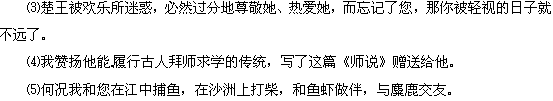 ⑶楚王被欢乐所迷惑，必然过分地尊敬她、热爱她，而忘记了您，那你被轻视的日子就
不远了。
⑷我赞扬他能履行古人拜师求学的传统，写了这篇《师说》赠送给他。
⑸何况我和您在江中捕鱼，在沙洲上打柴，和鱼虾做伴，与麋鹿交友。